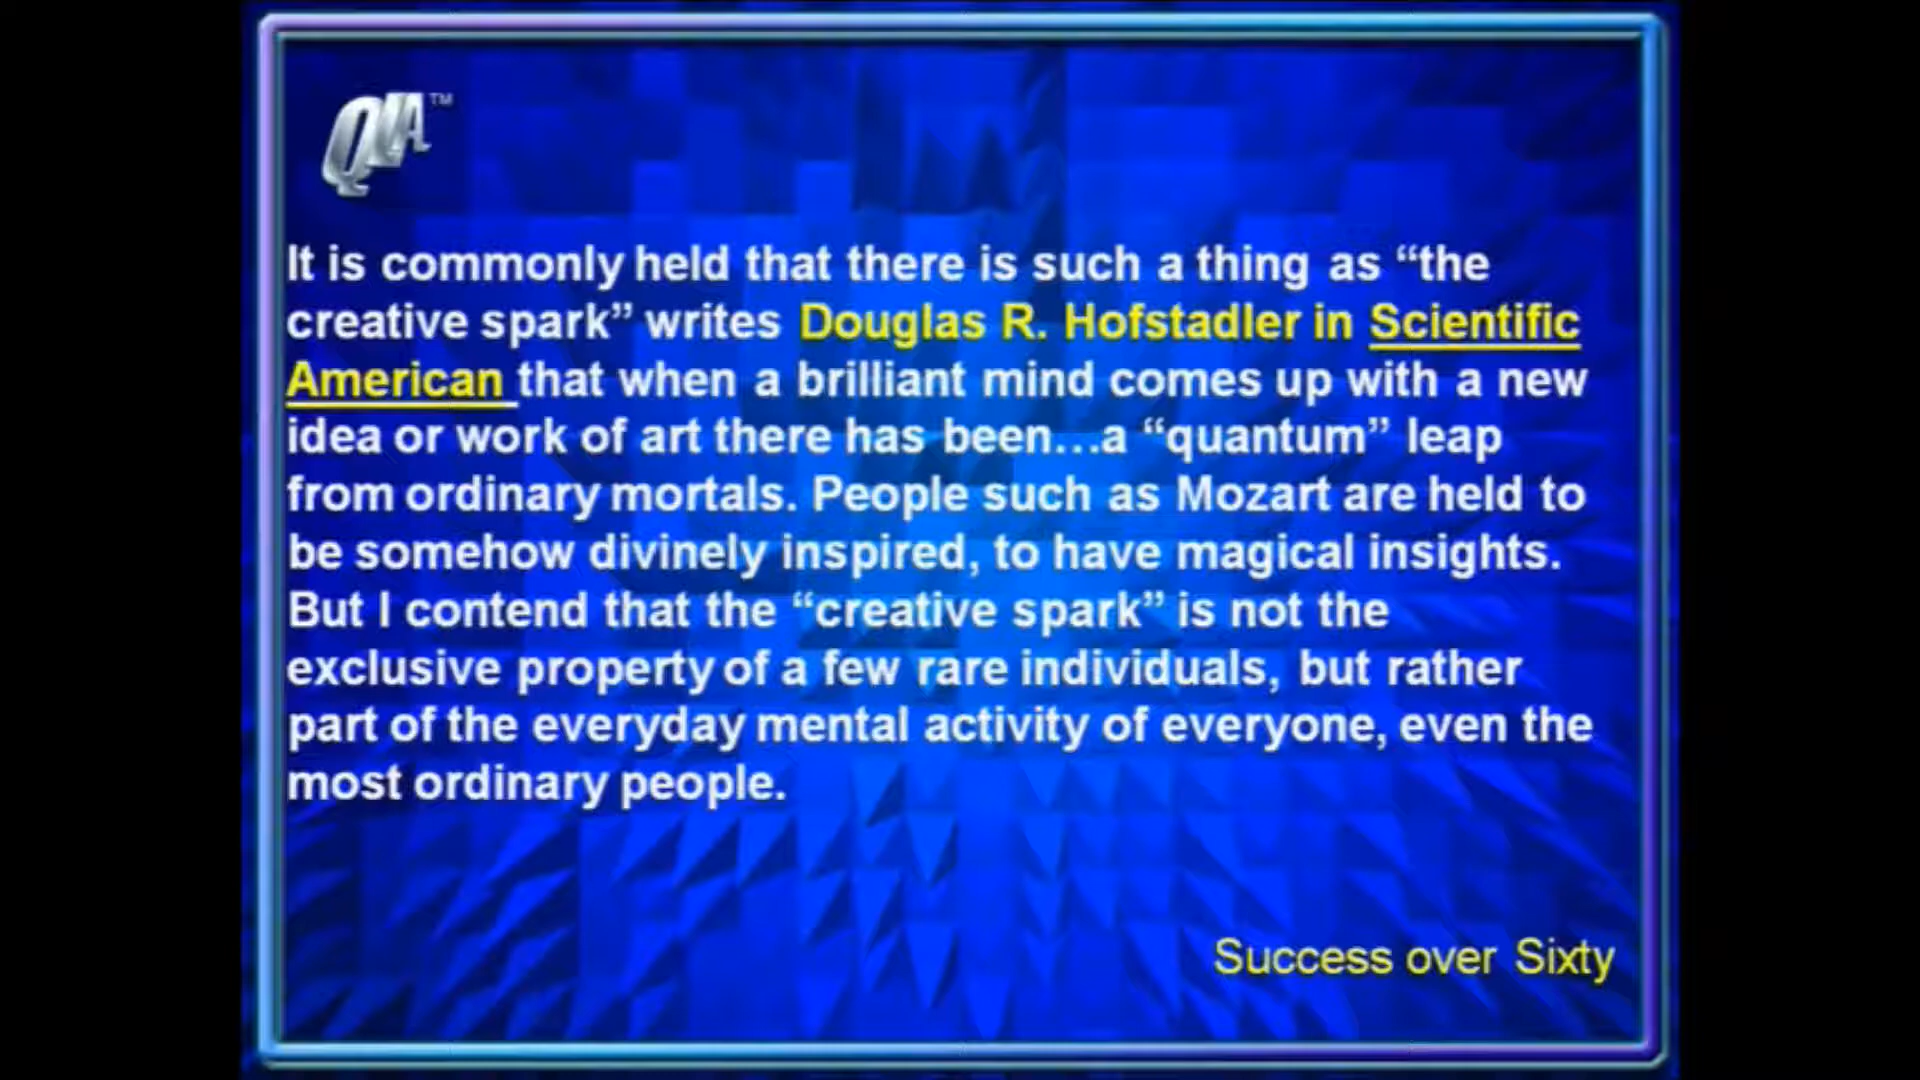 QLA™
It is commonly held that there is such a thing as “the
creative spark” writes Douglas R. Hofstadler in Scientific
American that when a brilliant mind comes up with a new
idea or work of art there has been…a “quantum” leap
from ordinary mortals. People such as Mozart are held to
be somehow divinely inspired, to have magical insights.
But I contend that the “creative spark” is not the
exclusive property of a few rare individuals, but rather
part of the everyday mental activity of everyone, even the
most ordinary people.
Success over Sixty